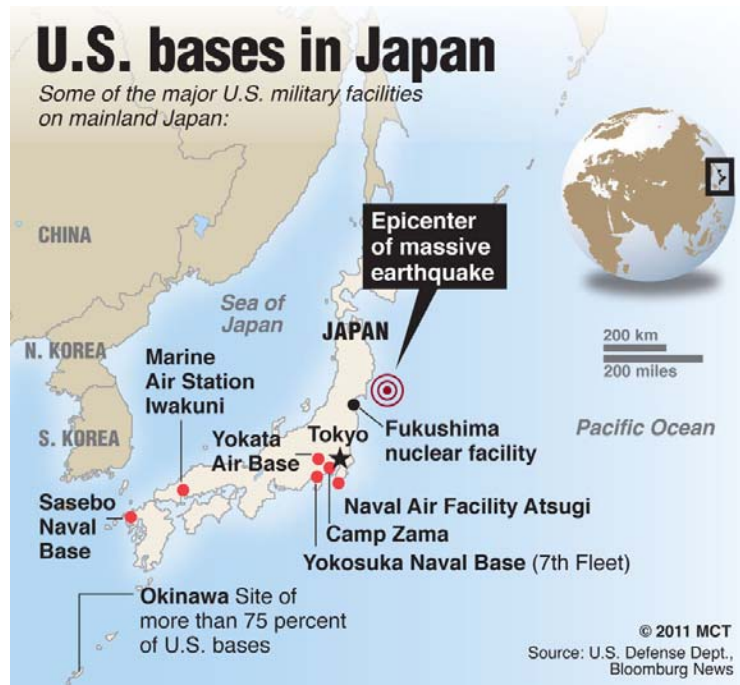 U.S. bases in Japan
Some of the major U.S. military facilities
on mainland Japan:
Epicenter
of massive
earthquake
CHINA
Sea of
Japan
JAPAN
200 km
200 miles
N. KOREA
Marine
Air Station
Iwakuni
S. KOREA
Yokata
Air Base
Tokyo
Fukushima
nuclear facility
Pacific Ocean
Sasebo
Naval
Base
Naval Air Facility Atsugi
Camp Zama
Yokosuka Naval Base (7th Fleet)
Okinawa Site of
more than 75 percent
of U.S. bases
© 2011 MCT
Source: U.S. Defense Dept.,
Bloomburg News